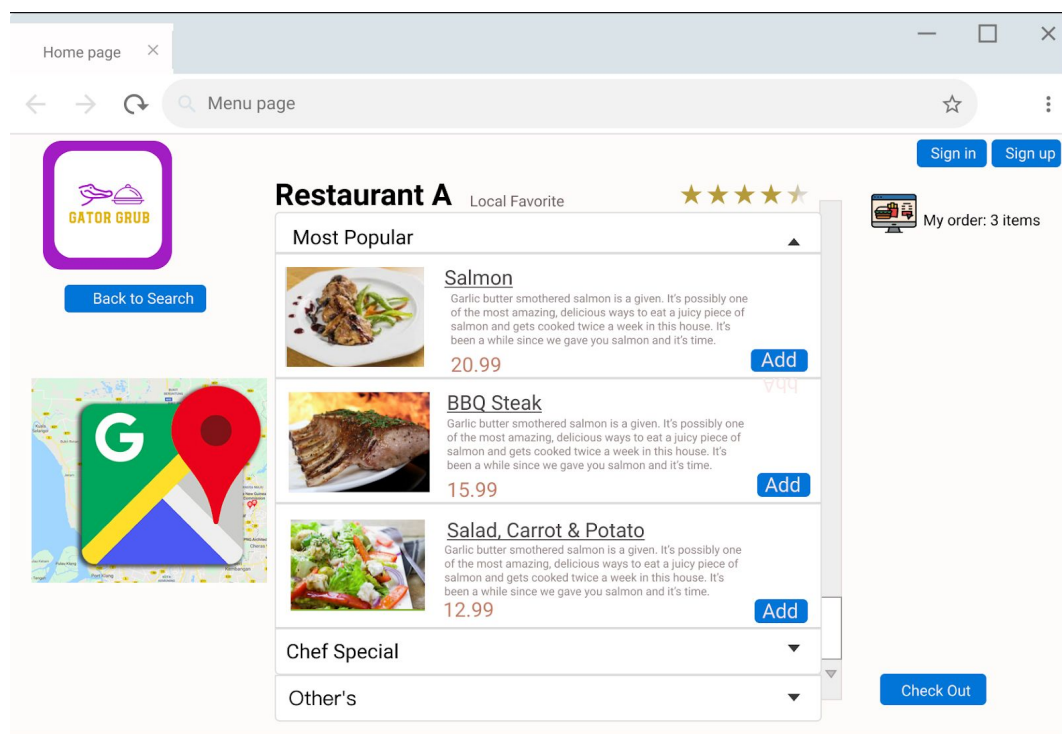 Home page
Menu page
Sign in
Sign up
GATOR GRUB
Restaurant A
Local Favorite
My order: 3 items
Most Popular
Back to Search
Salmon
Garlic butter smothered salmon is a given. It's possibly one
of the most amazing, delicious ways to eat a juicy piece of
salmon and gets cooked twice a week in this house. It's
been a while since we gave you salmon and it's time.
20.99
Add
G
BBQ Steak
Garlic butter smothered salmon is a given. It's possibly one
of the most amazing, delicious ways to eat a juicy piece of
salmon and gets cooked twice a week in this house. It's
been a while since we gave you salmon and it's time.
15.99
Add
Salad, Carrot & Potato
Garlic butter smothered salmon is a given. It's possibly one
of the most amazing, delicious ways to eat a juicy piece of
salmon and gets cooked twice a week in this house. It's
been a while since we gave you salmon and it's time.
12.99
Add
Chef Special
Other's
Check Out